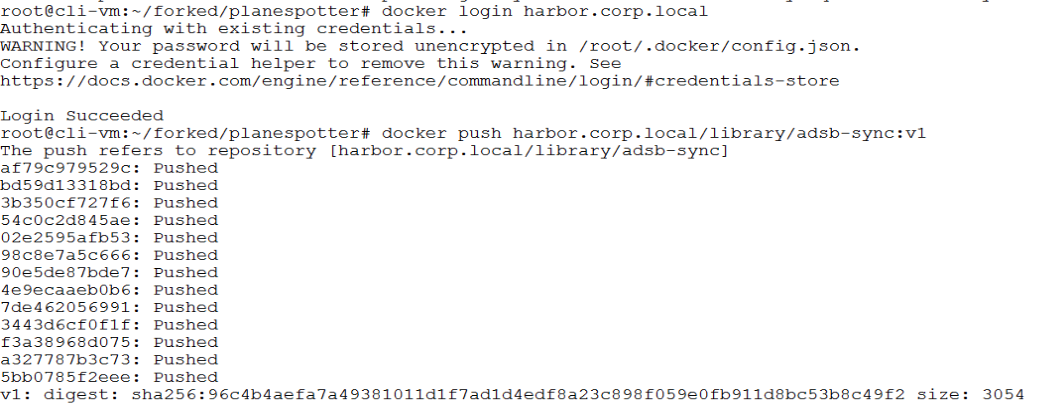 root@cli-vm:~/forked/planespotter# docker login harbor.corp.local
Authenticating with existing credentials...
WARNING! Your password will be stored unencrypted in /root/.docker/config.json.
Configure a credential helper to remove this warning. See
https://docs.docker.com/engine/reference/commandline/login/#credentials-store
Login Succeeded
root@cli-vm:~/forked/planespotter# docker push harbor.corp.local/library/adsb-sync:v1
The push refers to repository [harbor.corp.local/library/adsb-sync]
af79c979529c: Pushed
bd59d13318bd: Pushed
3b350cf727f6: Pushed
54c0c2d845ae: Pushed
02e2595afb53: Pushed
98c8e7a5c666: Pushed
90e5de87bde7: Pushed
4e9ecaaeb0b6: Pushed
7de462056991: Pushed
3443d6cf0f1f: Pushed
f3a38968d075: Pushed
a327787b3c73: Pushed
5bb0785f2eee: Pushed
v1: digest: sha256:96c4b4aefa7a49381011d1f7ad1d4edf8a23c898f059e0fb911d8bc53b8c49f2 size: 3054